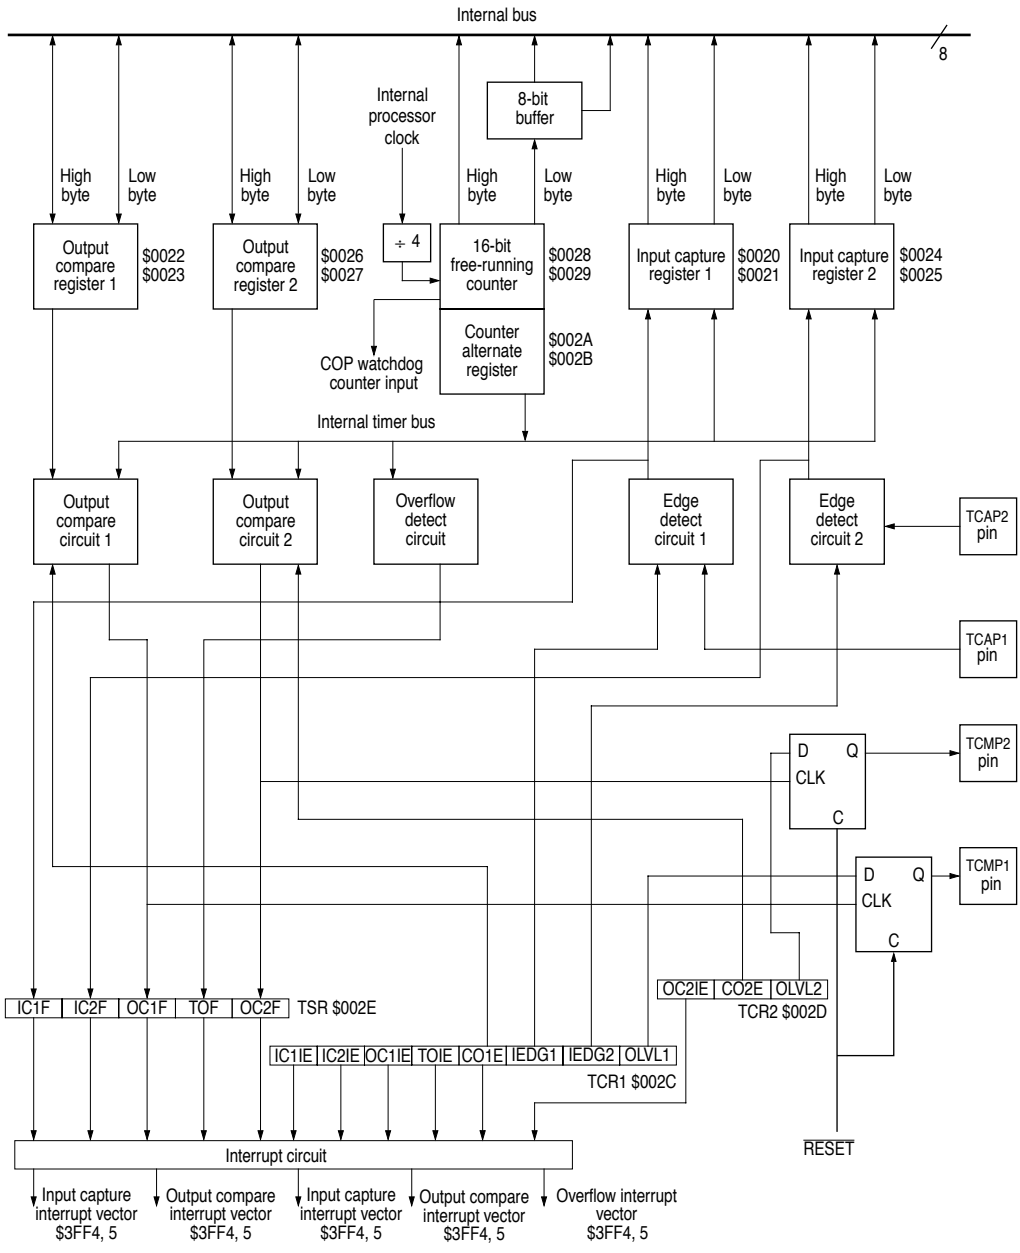 Internal bus
8
8-bit
buffer
Internal
processor
clock
High
byte
Low
byte
High
byte
Low
byte
High
byte
Low
byte
High
byte
Low
byte
High
byte
Low
byte
Output
compare
register 1
$0022
$0023
Output
compare
register 2
$0026
$0027
÷ 4
16-bit
free-running
counter
$0028
$0029
Input capture
register 1
$0020
$0021
Input capture
register 2
$0024
$0025
Counter
alternate
register
$002A
$002B
COP watchdog
counter input
Internal timer bus
Output
compare
circuit 1
Output
compare
circuit 2
Overflow
detect
circuit
Edge
detect
circuit 1
Edge
detect
circuit 2
TCAP2
pin
TCAP1
pin
D Q
CLK
C
TCMP2
pin
D Q
CLK
C
TCMP1
pin
OC2IE CO2E OLVL2
TCR2 $002D
IC1F IC2F OC1F TOF OC2F TSR $002E
IC1IE IC2IE OC1IE TOIE CO1E IEDG1 IEDG2 OLVL1
TCR1 $002C
RESET
Interrupt circuit
Input capture
interrupt vector
$3FF4, 5
Output compare
interrupt vector
$3FF4, 5
Input capture
interrupt vector
$3FF4, 5
Output compare
interrupt vector
$3FF4, 5
Overflow interrupt
vector
$3FF4, 5